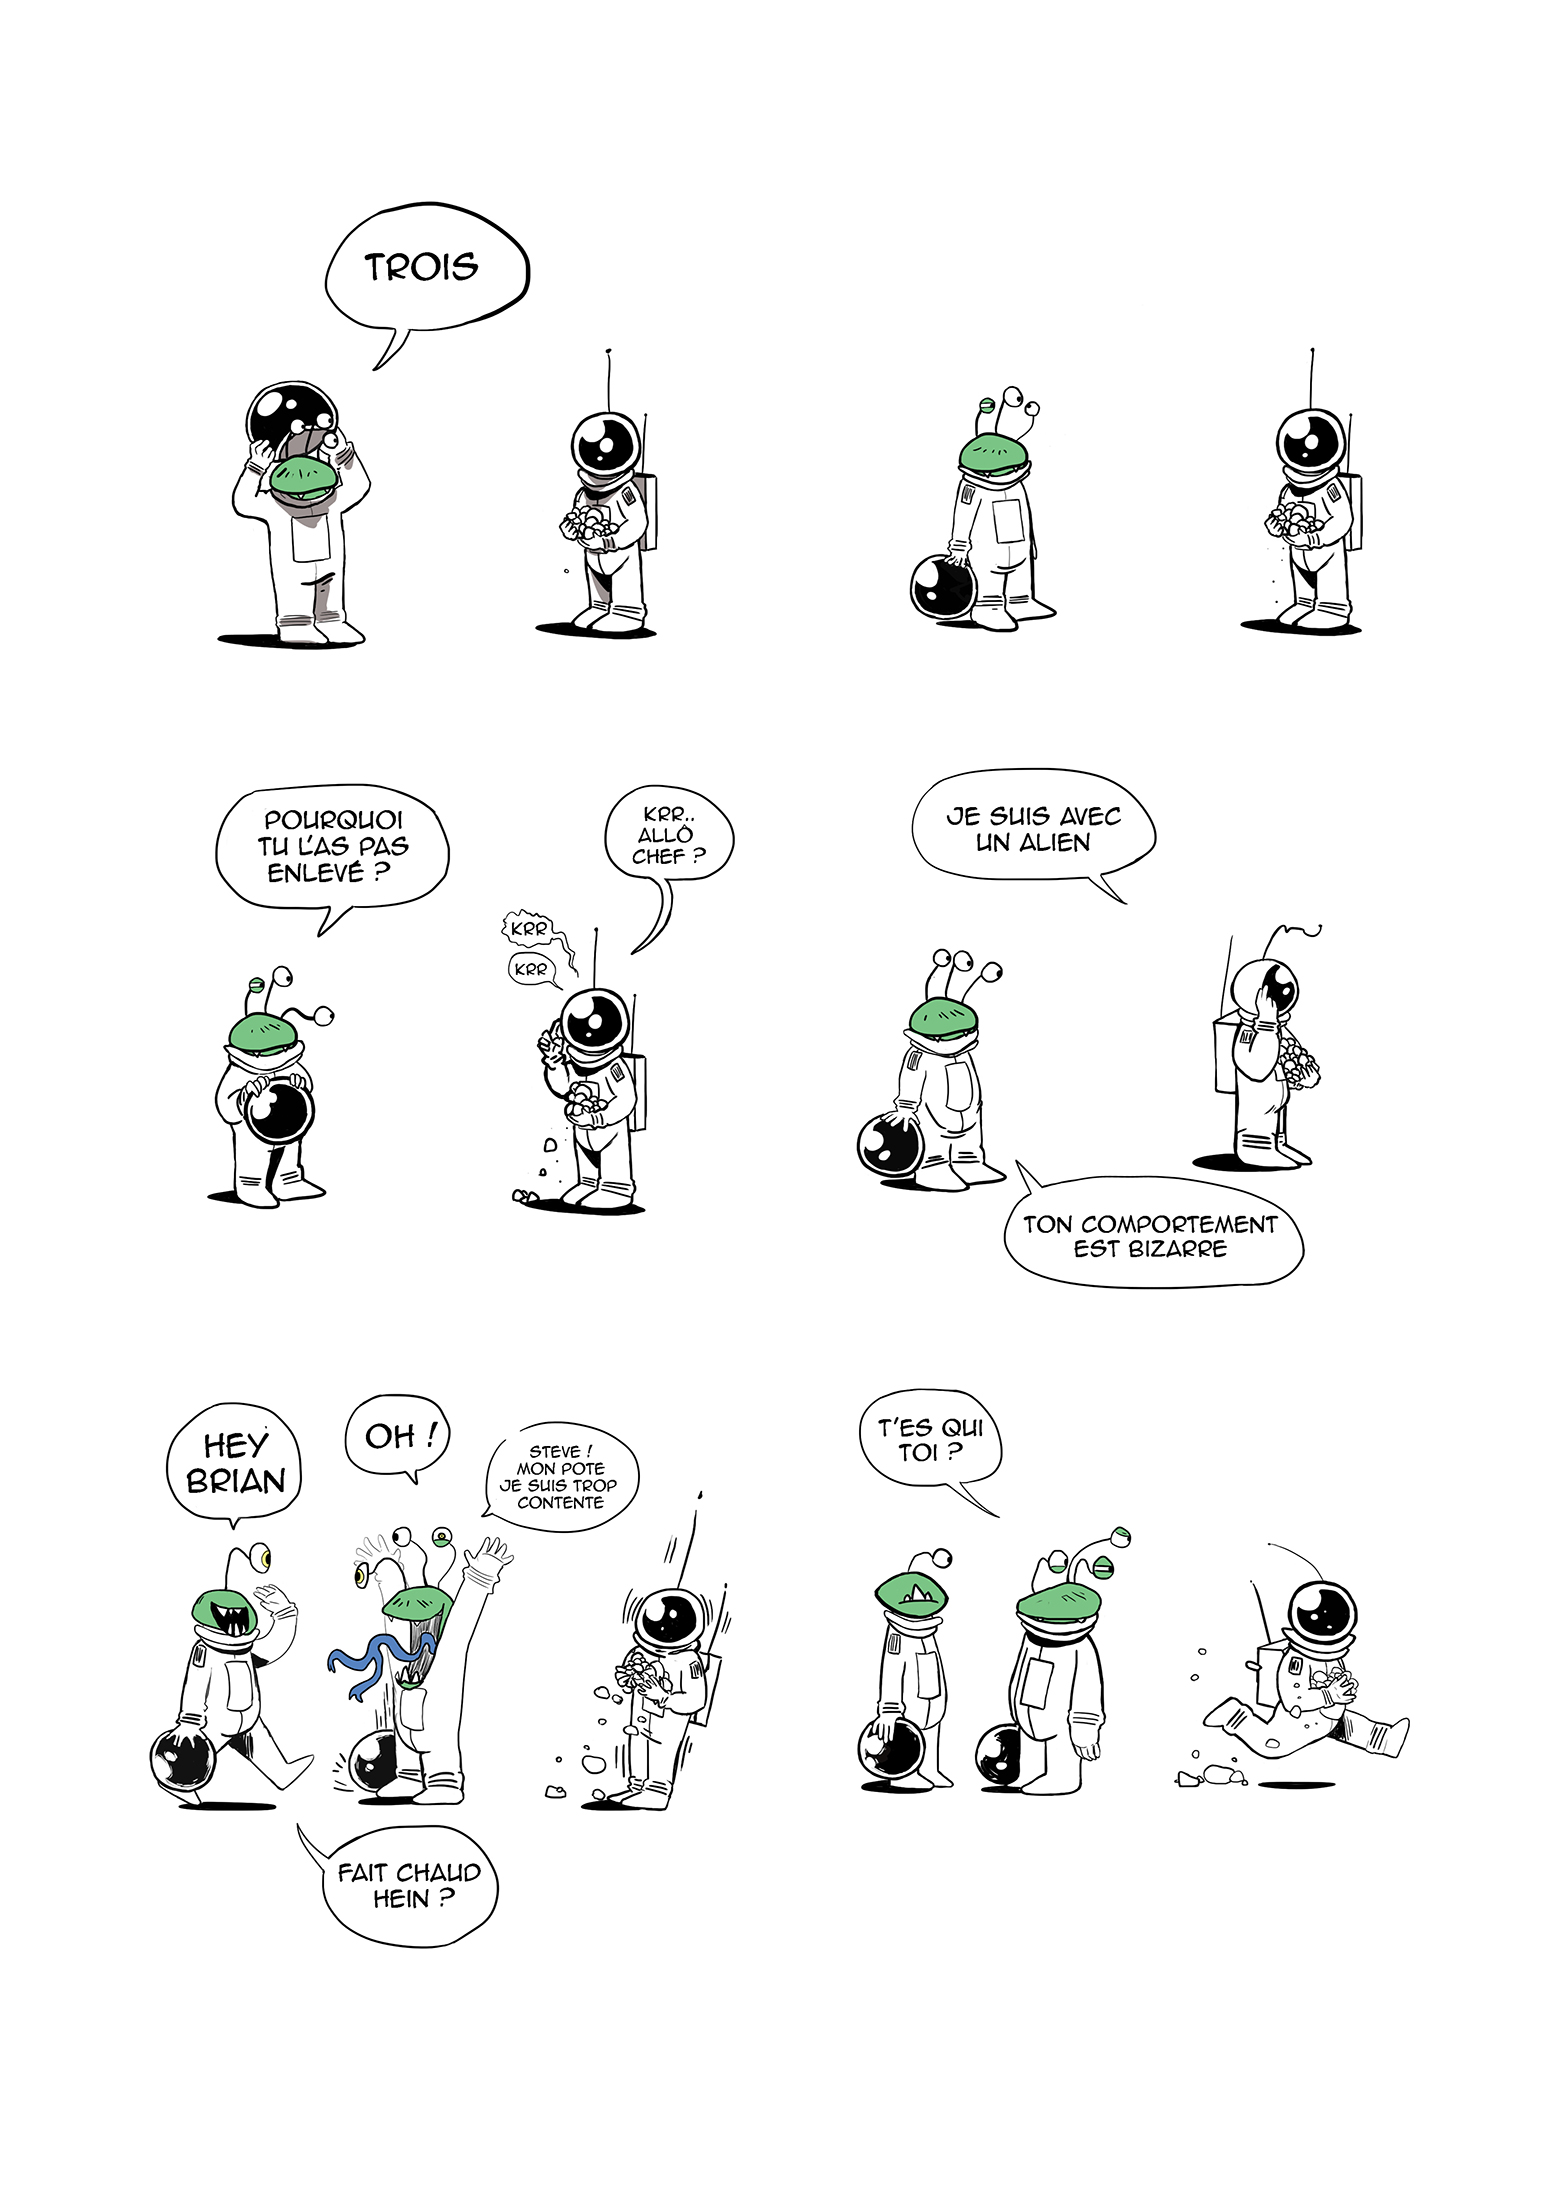 TROIS
POURQUOI
TU L'AS PAS
ENLEVÉ ?
KRR..
ALLÔ
CHEF ?
KRR
KRR
JE SUIS AVEC
UN ALIEN
TON COMPORTEMENT
EST BIZARRE
HEY
BRIAN
OH !
STEVE !
MON POTE
JE SUIS TROP
CONTENTE
FAIT CHAUD
HEIN ?
T'ES QUI
TOI ?